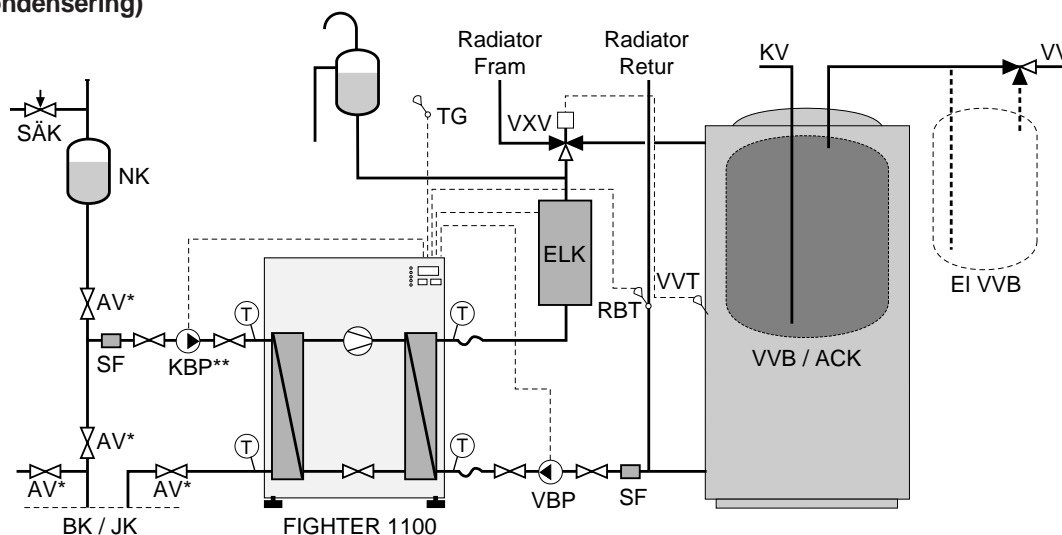 ondensering)
Radiator
Fram
Radiator
Retur
KV
VV
SÄK
TG
VXV
NK
ELK
EI VVB
AV*
RBT
VVT
T
T
SF
KBP**
VVB / ACK
AV*
T
T
AV*
AV*
VBP
SF
BK / JK
FIGHTER 1100